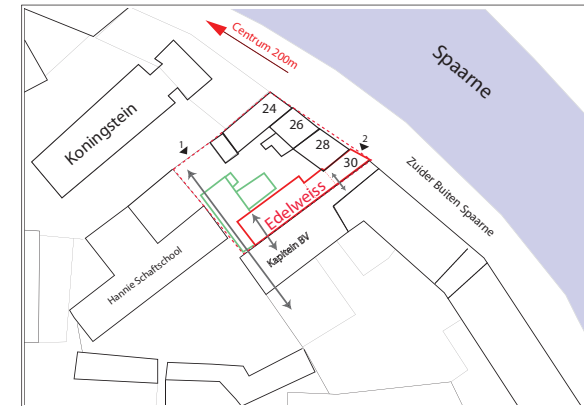 Centrum 200m
Spaarne
Koningstein
24
26
28
30
1
2
Zuider Buiten Spaarne
Edelweiss
Kapitein BV
Hannie Schaftschool